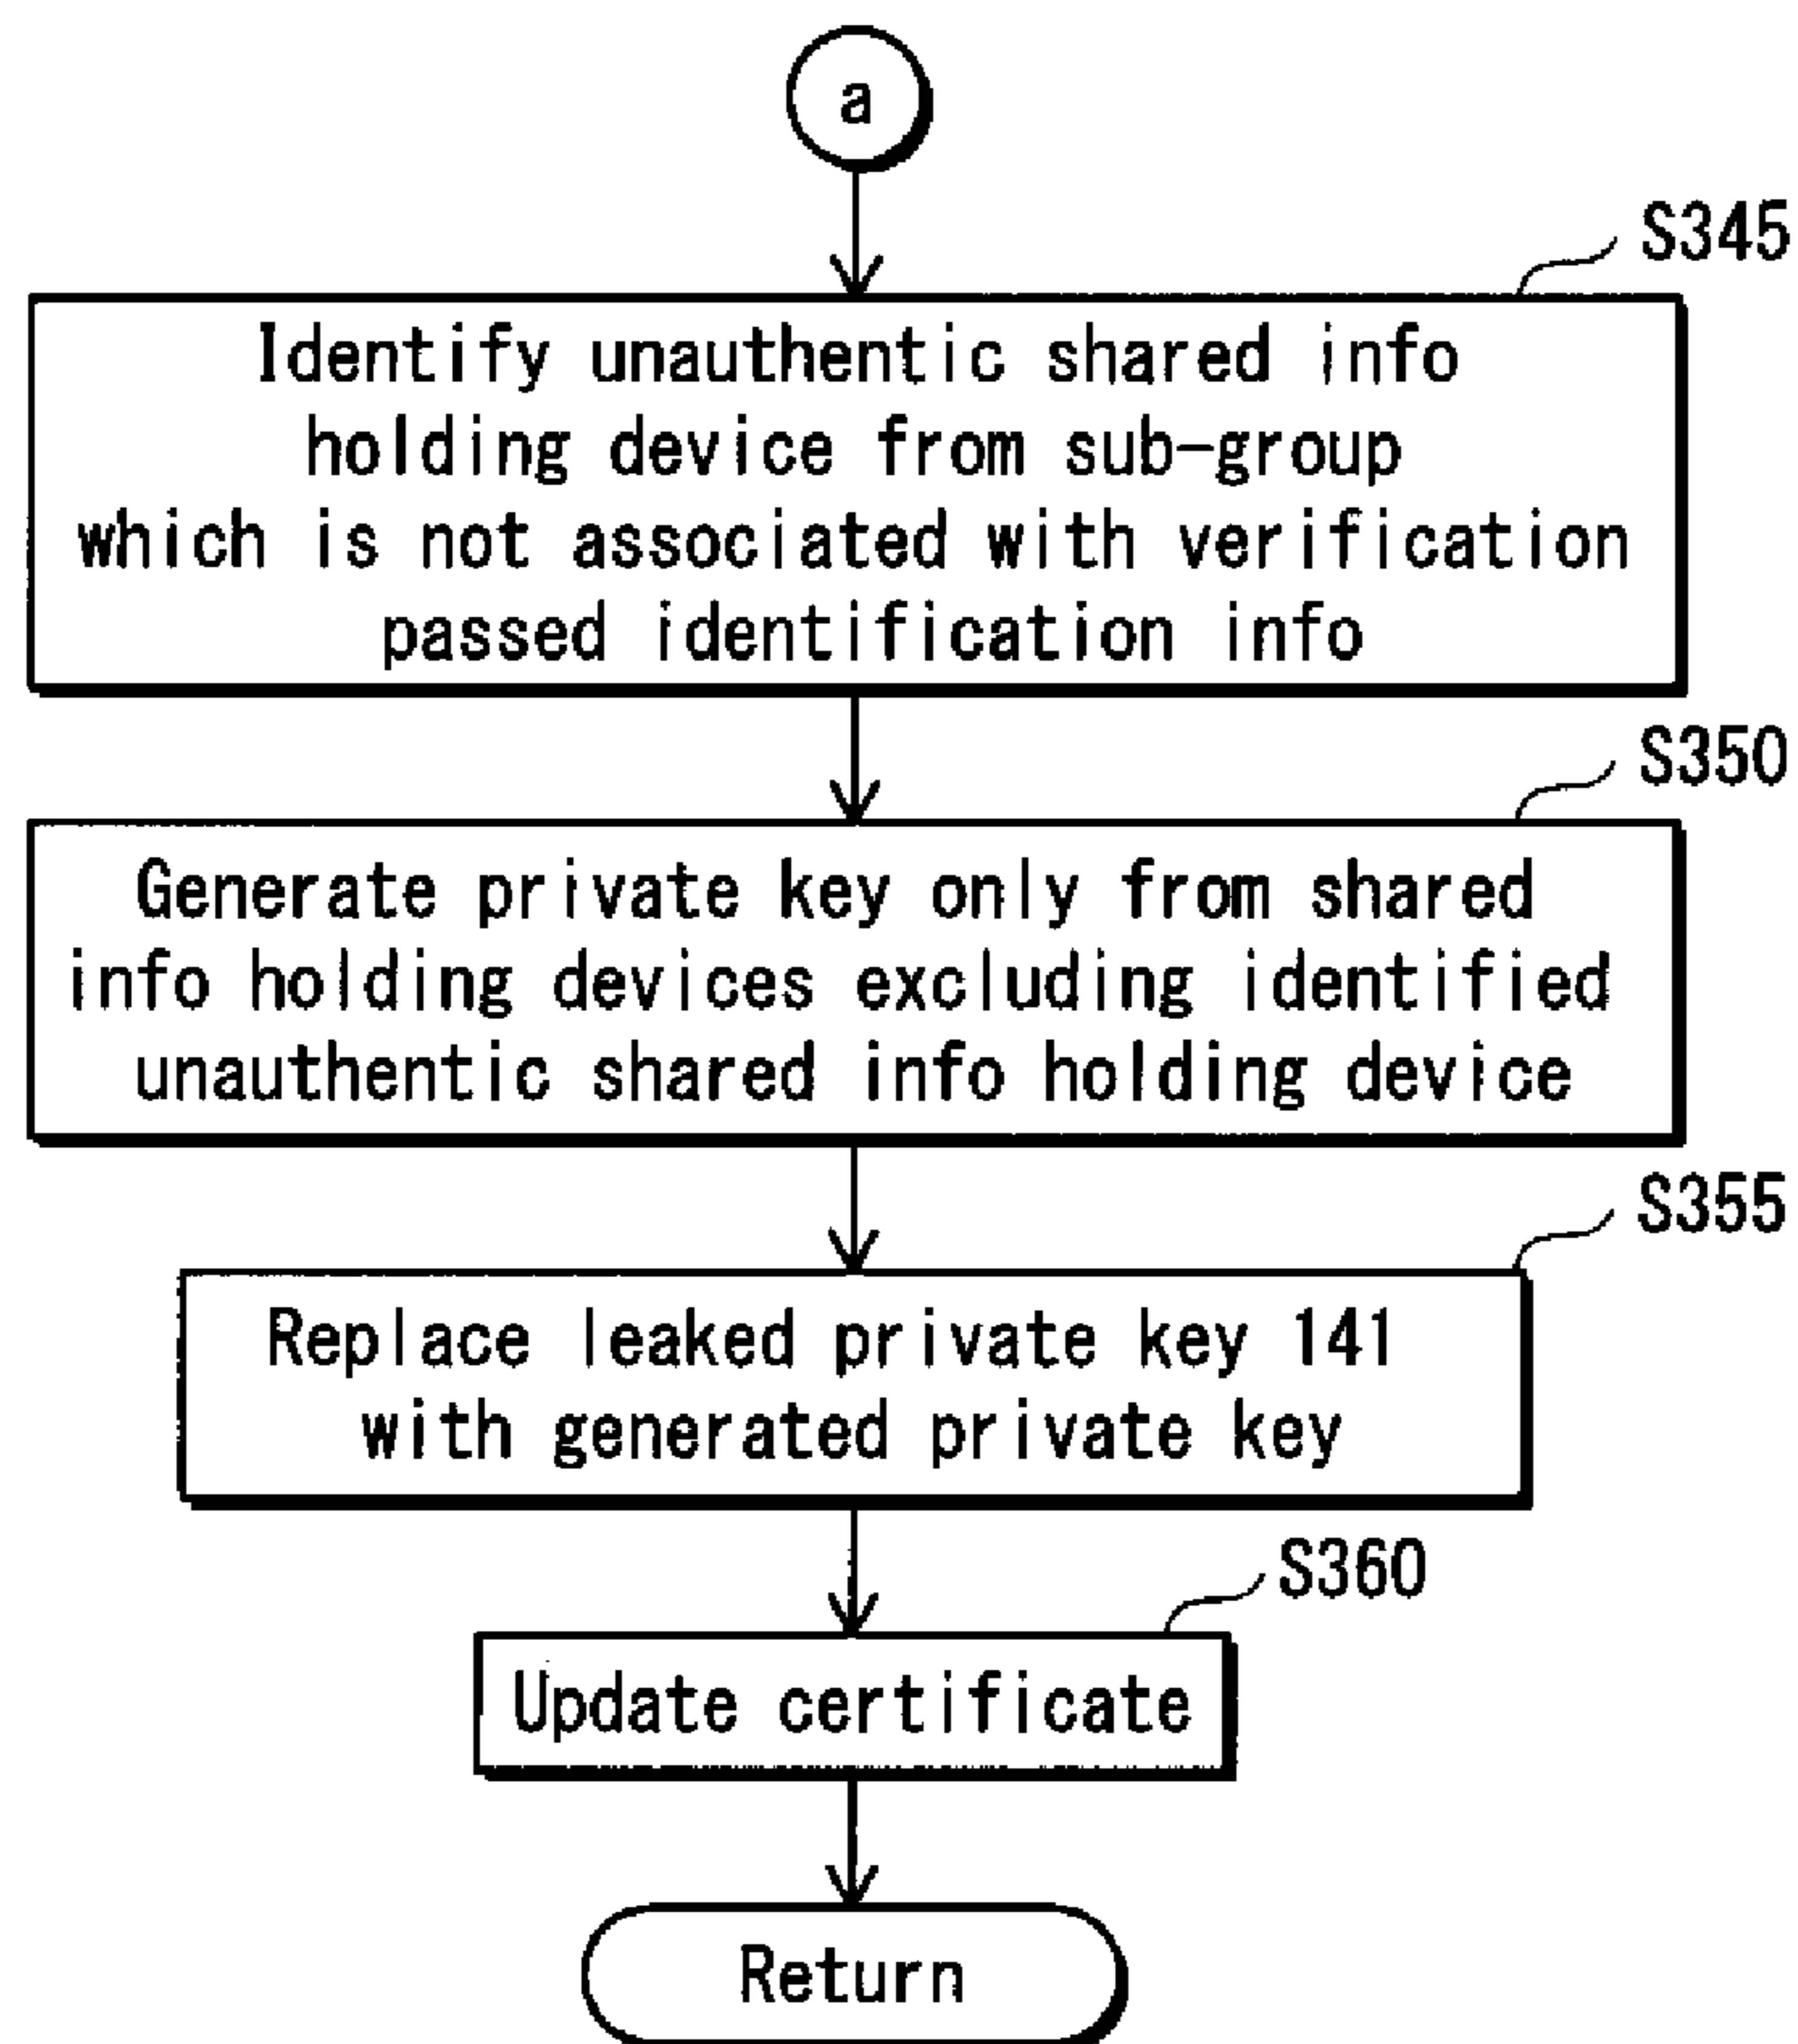 a
S345
Identify unauthentic shared info
holding device from sub-group
which is not associated with verification
passed identification info
S350
Generate private key only from shared
info holding devices excluding identified
unauthentic shared info holding device
S355
Replace leaked private key 141
with generated private key
S360
Update certificate
Return